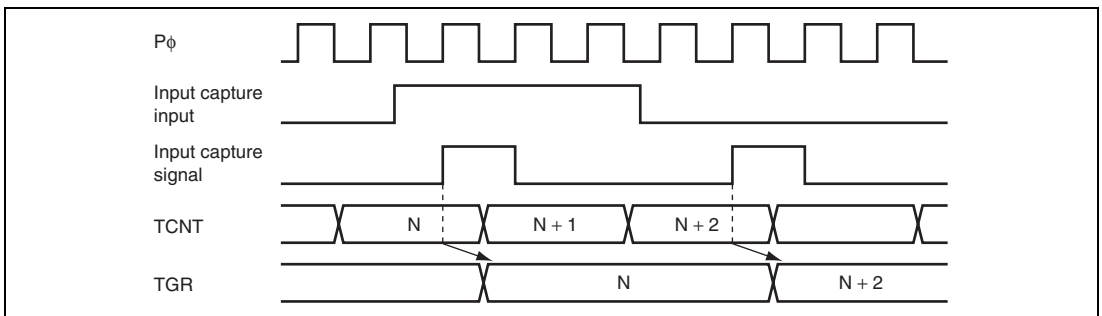 Pϕ
Input capture
input
Input capture
signal
TCNT
N
N + 1
N + 2
TGR
N
N + 2